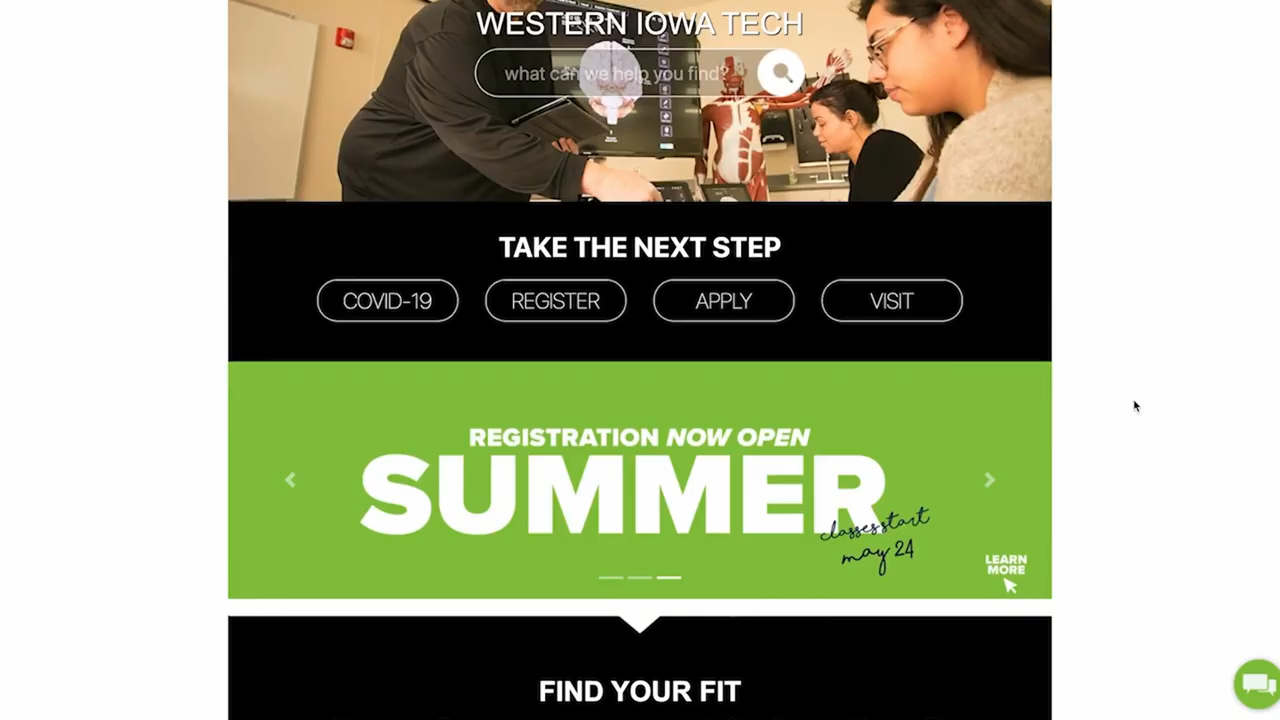 WESTERN IOWA TECH
what can we help you find?
TAKE THE NEXT STEP
COVID-19 REGISTER APPLY VISIT
REGISTRATION NOW OPEN
SUMMER
classes start
may 24
LEARN
MORE
FIND YOUR FIT